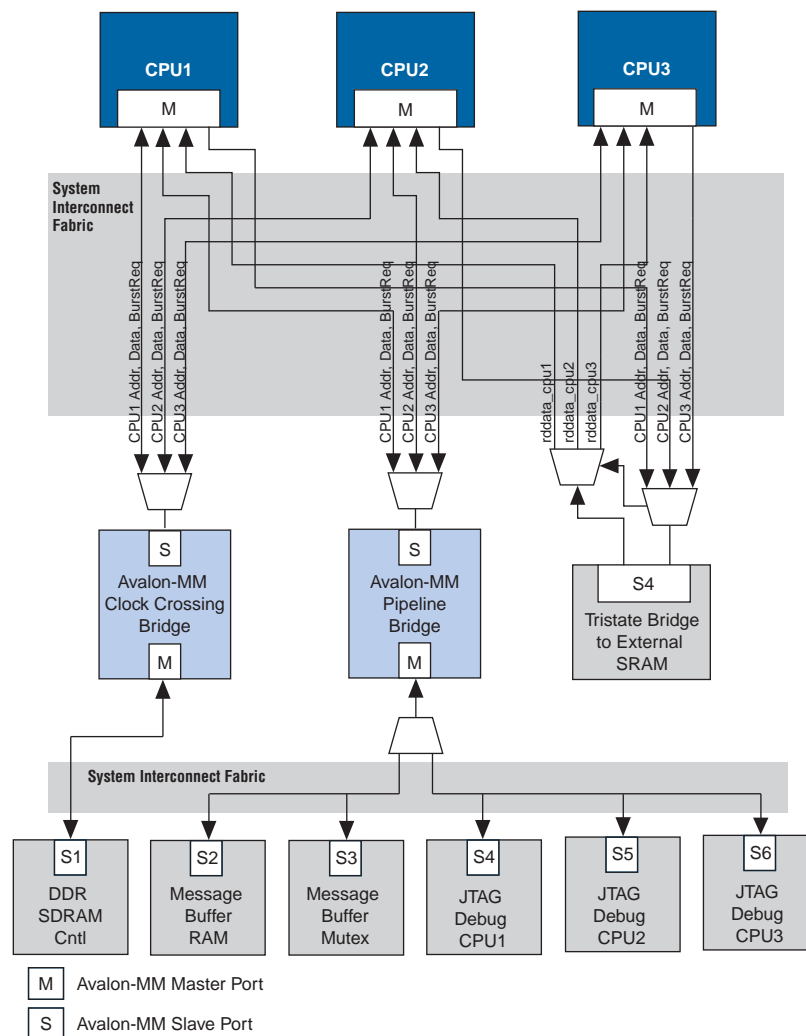 CPU1
CPU2
CPU3
M
M
M
System
Interconnect
Fabric
CPU1 Addr, Data, BurstReq
CPU2 Addr, Data, BurstReq
CPU3 Addr, Data, BurstReq
CPU1 Addr, Data, BurstReq
CPU2 Addr, Data, BurstReq
CPU3 Addr, Data, BurstReq
rddata_cpu1
rddata_cpu2
rddata_cpu3
CPU1 Addr, Data, BurstReq
CPU2 Addr, Data, BurstReq
CPU3 Addr, Data, BurstReq
S
Avalon-MM
Clock Crossing
Bridge
M
S
Avalon-MM
Pipeline
Bridge
M
S4
Tristate Bridge
to External
SRAM
System Interconnect Fabric
S1
DDR
SDRAM
Cntl
S2
Message
Buffer
RAM
S3
Message
Buffer
Mutex
S4
JTAG
Debug
CPU1
S5
JTAG
Debug
CPU2
S6
JTAG
Debug
CPU3
M Avalon-MM Master Port
S Avalon-MM Slave Port